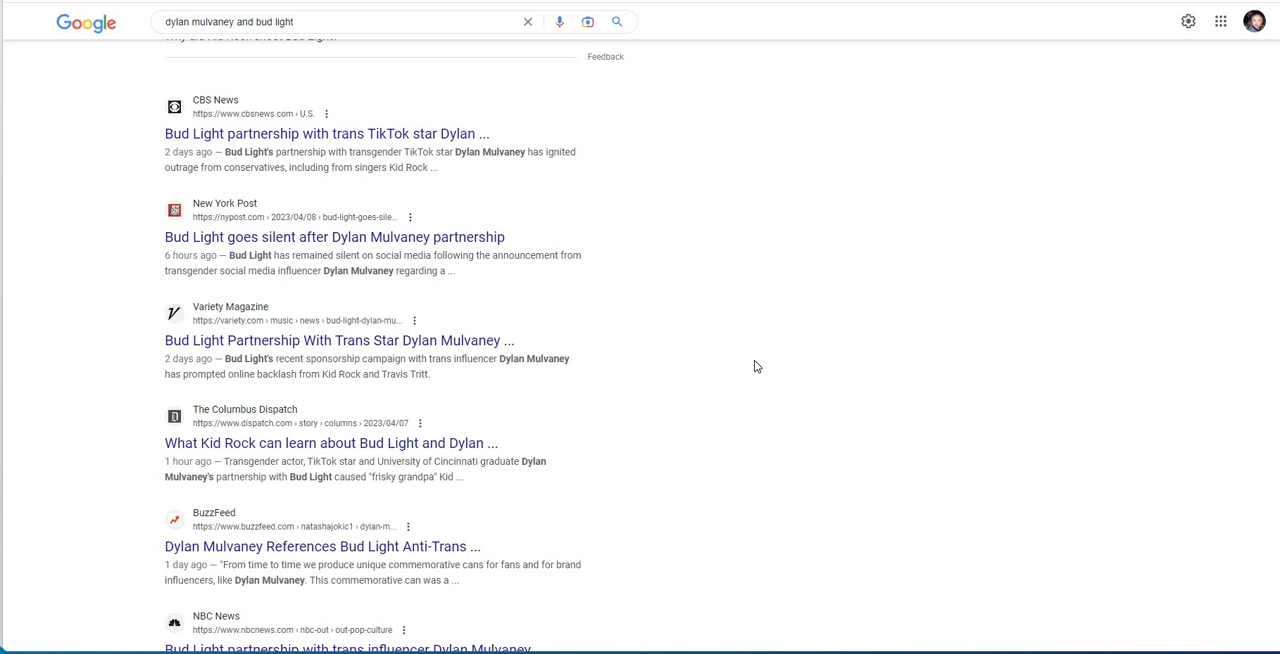 Google
dylan mulvaney and bud light
Feedback
CBS News
https://www.cbsnews.com › U.S.
Bud Light partnership with trans TikTok star Dylan ...
2 days ago — Bud Light's partnership with transgender TikTok star Dylan Mulvaney has ignited
outrage from conservatives, including from singers Kid Rock ...
New York Post
https://nypost.com › 2023/04/08 › bud-light-goes-sile...
Bud Light goes silent after Dylan Mulvaney partnership
6 hours ago — Bud Light has remained silent on social media following the announcement from
transgender social media influencer Dylan Mulvaney regarding a ...
Variety Magazine
https://variety.com › music › news › bud-light-dylan-mu...
Bud Light Partnership With Trans Star Dylan Mulvaney ...
2 days ago — Bud Light's recent sponsorship campaign with trans influencer Dylan Mulvaney
has prompted online backlash from Kid Rock and Travis Tritt.
The Columbus Dispatch
https://www.dispatch.com › story › columns › 2023/04/07
What Kid Rock can learn about Bud Light and Dylan ...
1 hour ago — Transgender actor, TikTok star and University of Cincinnati graduate Dylan
Mulvaney's partnership with Bud Light caused "frisky grandpa" Kid ...
BuzzFeed
https://www.buzzfeed.com › natashajokic1 › dylan-m...
Dylan Mulvaney References Bud Light Anti-Trans ...
1 day ago — "From time to time we produce unique commemorative cans for fans and for brand
influencers, like Dylan Mulvaney. This commemorative can was a ...
NBC News
https://www.nbcnews.com › nbc-out › out-pop-culture
Bud Light partnership with trans influencer Dylan Mulvaney